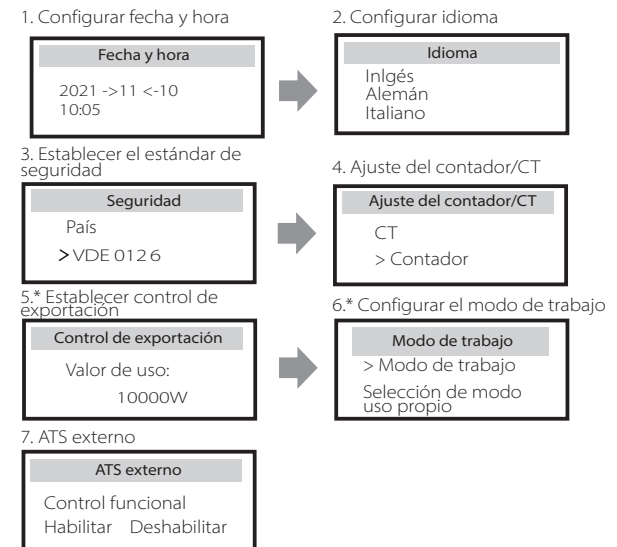 1. Configurar fecha y hora
Fecha y hora
2021 ->11 <-10
10:05
2. Configurar idioma
Idioma
Inlgés
Alemán
Italiano
3. Establecer el estándar de
seguridad
Seguridad
País
> VDE 0126
4. Ajuste del contador/CT
Ajuste del contador/CT
CT
> Contador
5.* Establecer control de
exportación
Control de exportación
Valor de uso:
10000W
6.* Configurar el modo de trabajo
Modo de trabajo
> Modo de trabajo
Selección de modo
uso propio
7. ATS externo
ATS externo
Control funcional
Habilitar Deshabilitar